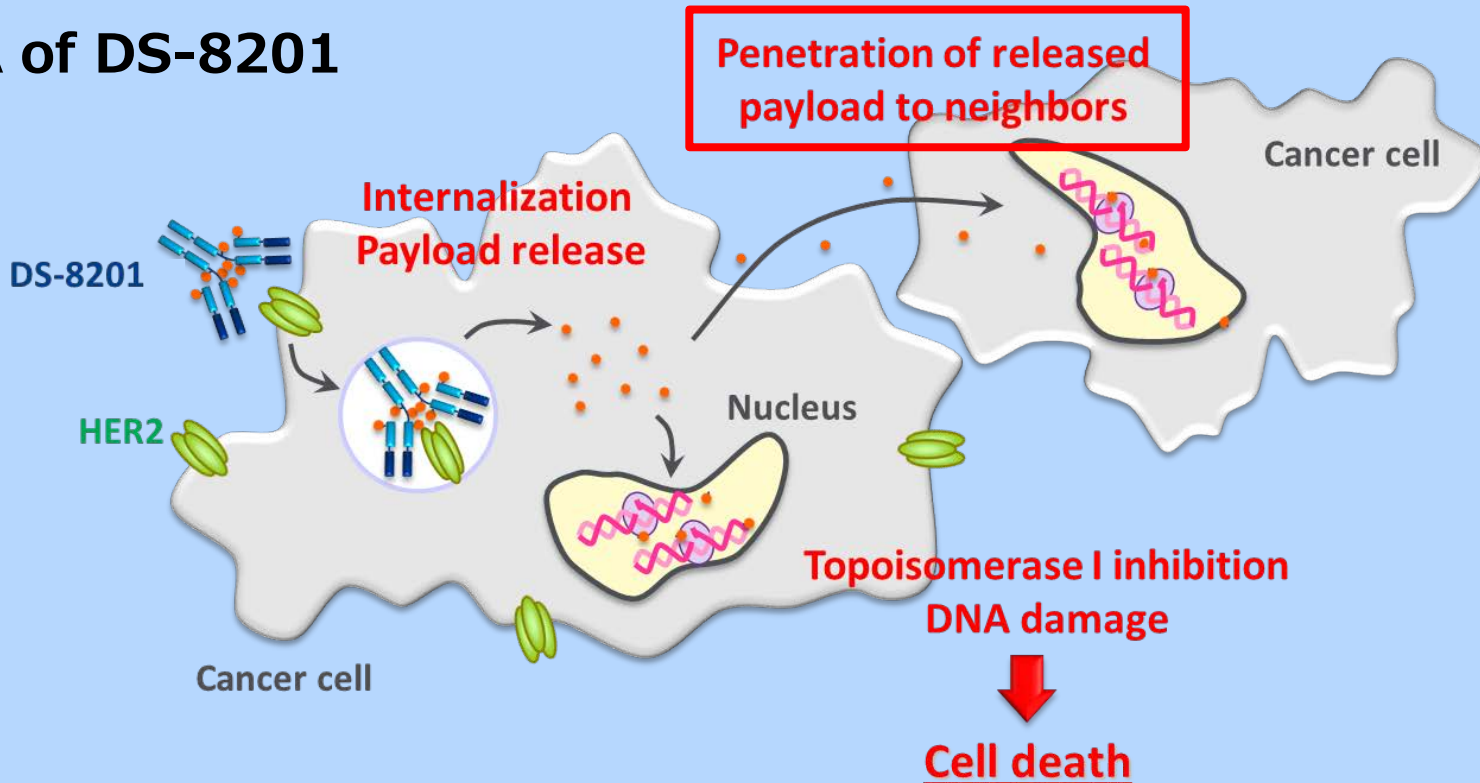 A of DS-8201
Penetration of released
payload to neighbors
Cancer cell
Internalization
Payload release
DS-8201
HER2
Nucleus
Topoisomerase I inhibition
DNA damage
Cancer cell
Cell death